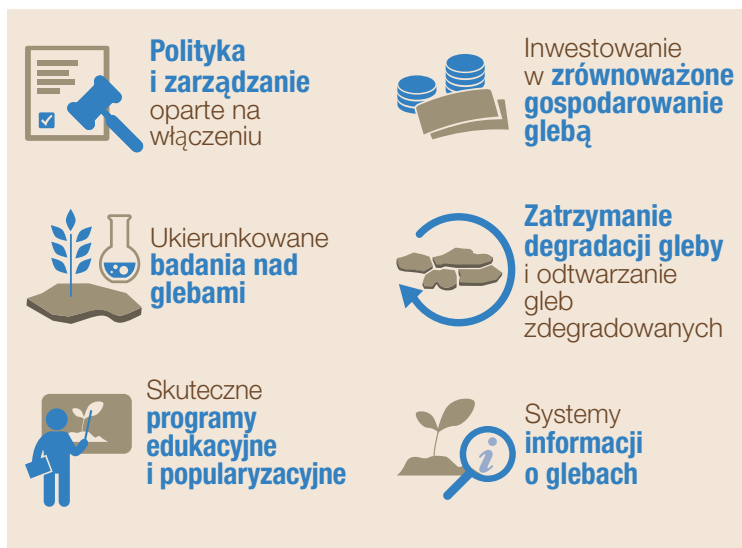 Polityka
i zarządzanie
oparte na
włączeniu
Inwestowanie
w zrównoważone
gospodarowanie
glebą
Ukierunkowane
badania nad
glebami
Zatrzymanie
degradacji gleby
i odtwarzanie
gleb
zdegradowanych
Skuteczne
programy
edukacyjne
i popularyzacyjne
Systemy
informacji
o glebach
i